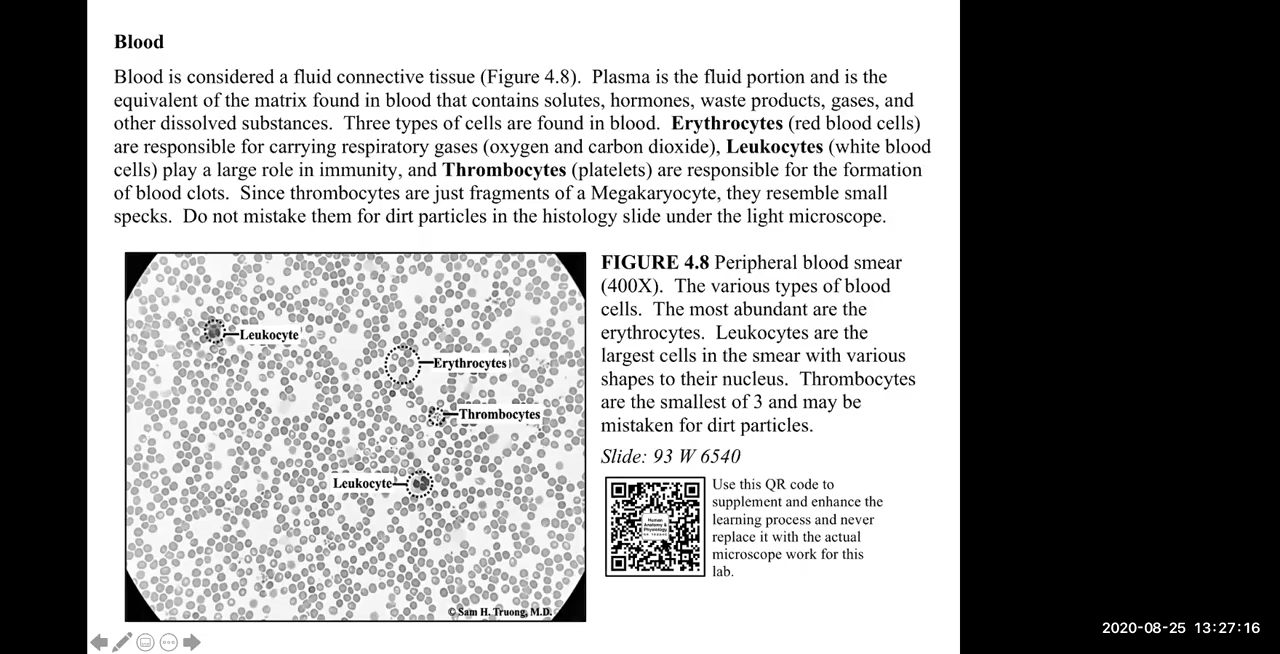 Blood
Blood is considered a fluid connective tissue (Figure 4.8).  Plasma is the fluid portion and is the
equivalent of the matrix found in blood that contains solutes, hormones, waste products, gases, and
other dissolved substances.  Three types of cells are found in blood.  Erythrocytes (red blood cells)
are responsible for carrying respiratory gases (oxygen and carbon dioxide), Leukocytes (white blood
cells) play a large role in immunity, and Thrombocytes (platelets) are responsible for the formation
of blood clots.  Since thrombocytes are just fragments of a Megakaryocyte, they resemble small
specks.  Do not mistake them for dirt particles in the histology slide under the light microscope.
Leukocyte
Erythrocytes
Thrombocytes
Leukocyte
© Sam H. Truong, M.D.
FIGURE 4.8 Peripheral blood smear
(400X).  The various types of blood
cells.  The most abundant are the
erythrocytes.  Leukocytes are the
largest cells in the smear with various
shapes to their nucleus.  Thrombocytes
are the smallest of 3 and may be
mistaken for dirt particles.
Slide: 93 W 6540
Human
Anatomy &
Physiology
Use this QR code to
supplement and enhance the
learning process and never
replace it with the actual
microscope work for this
lab.
2020-08-25 13:27:16